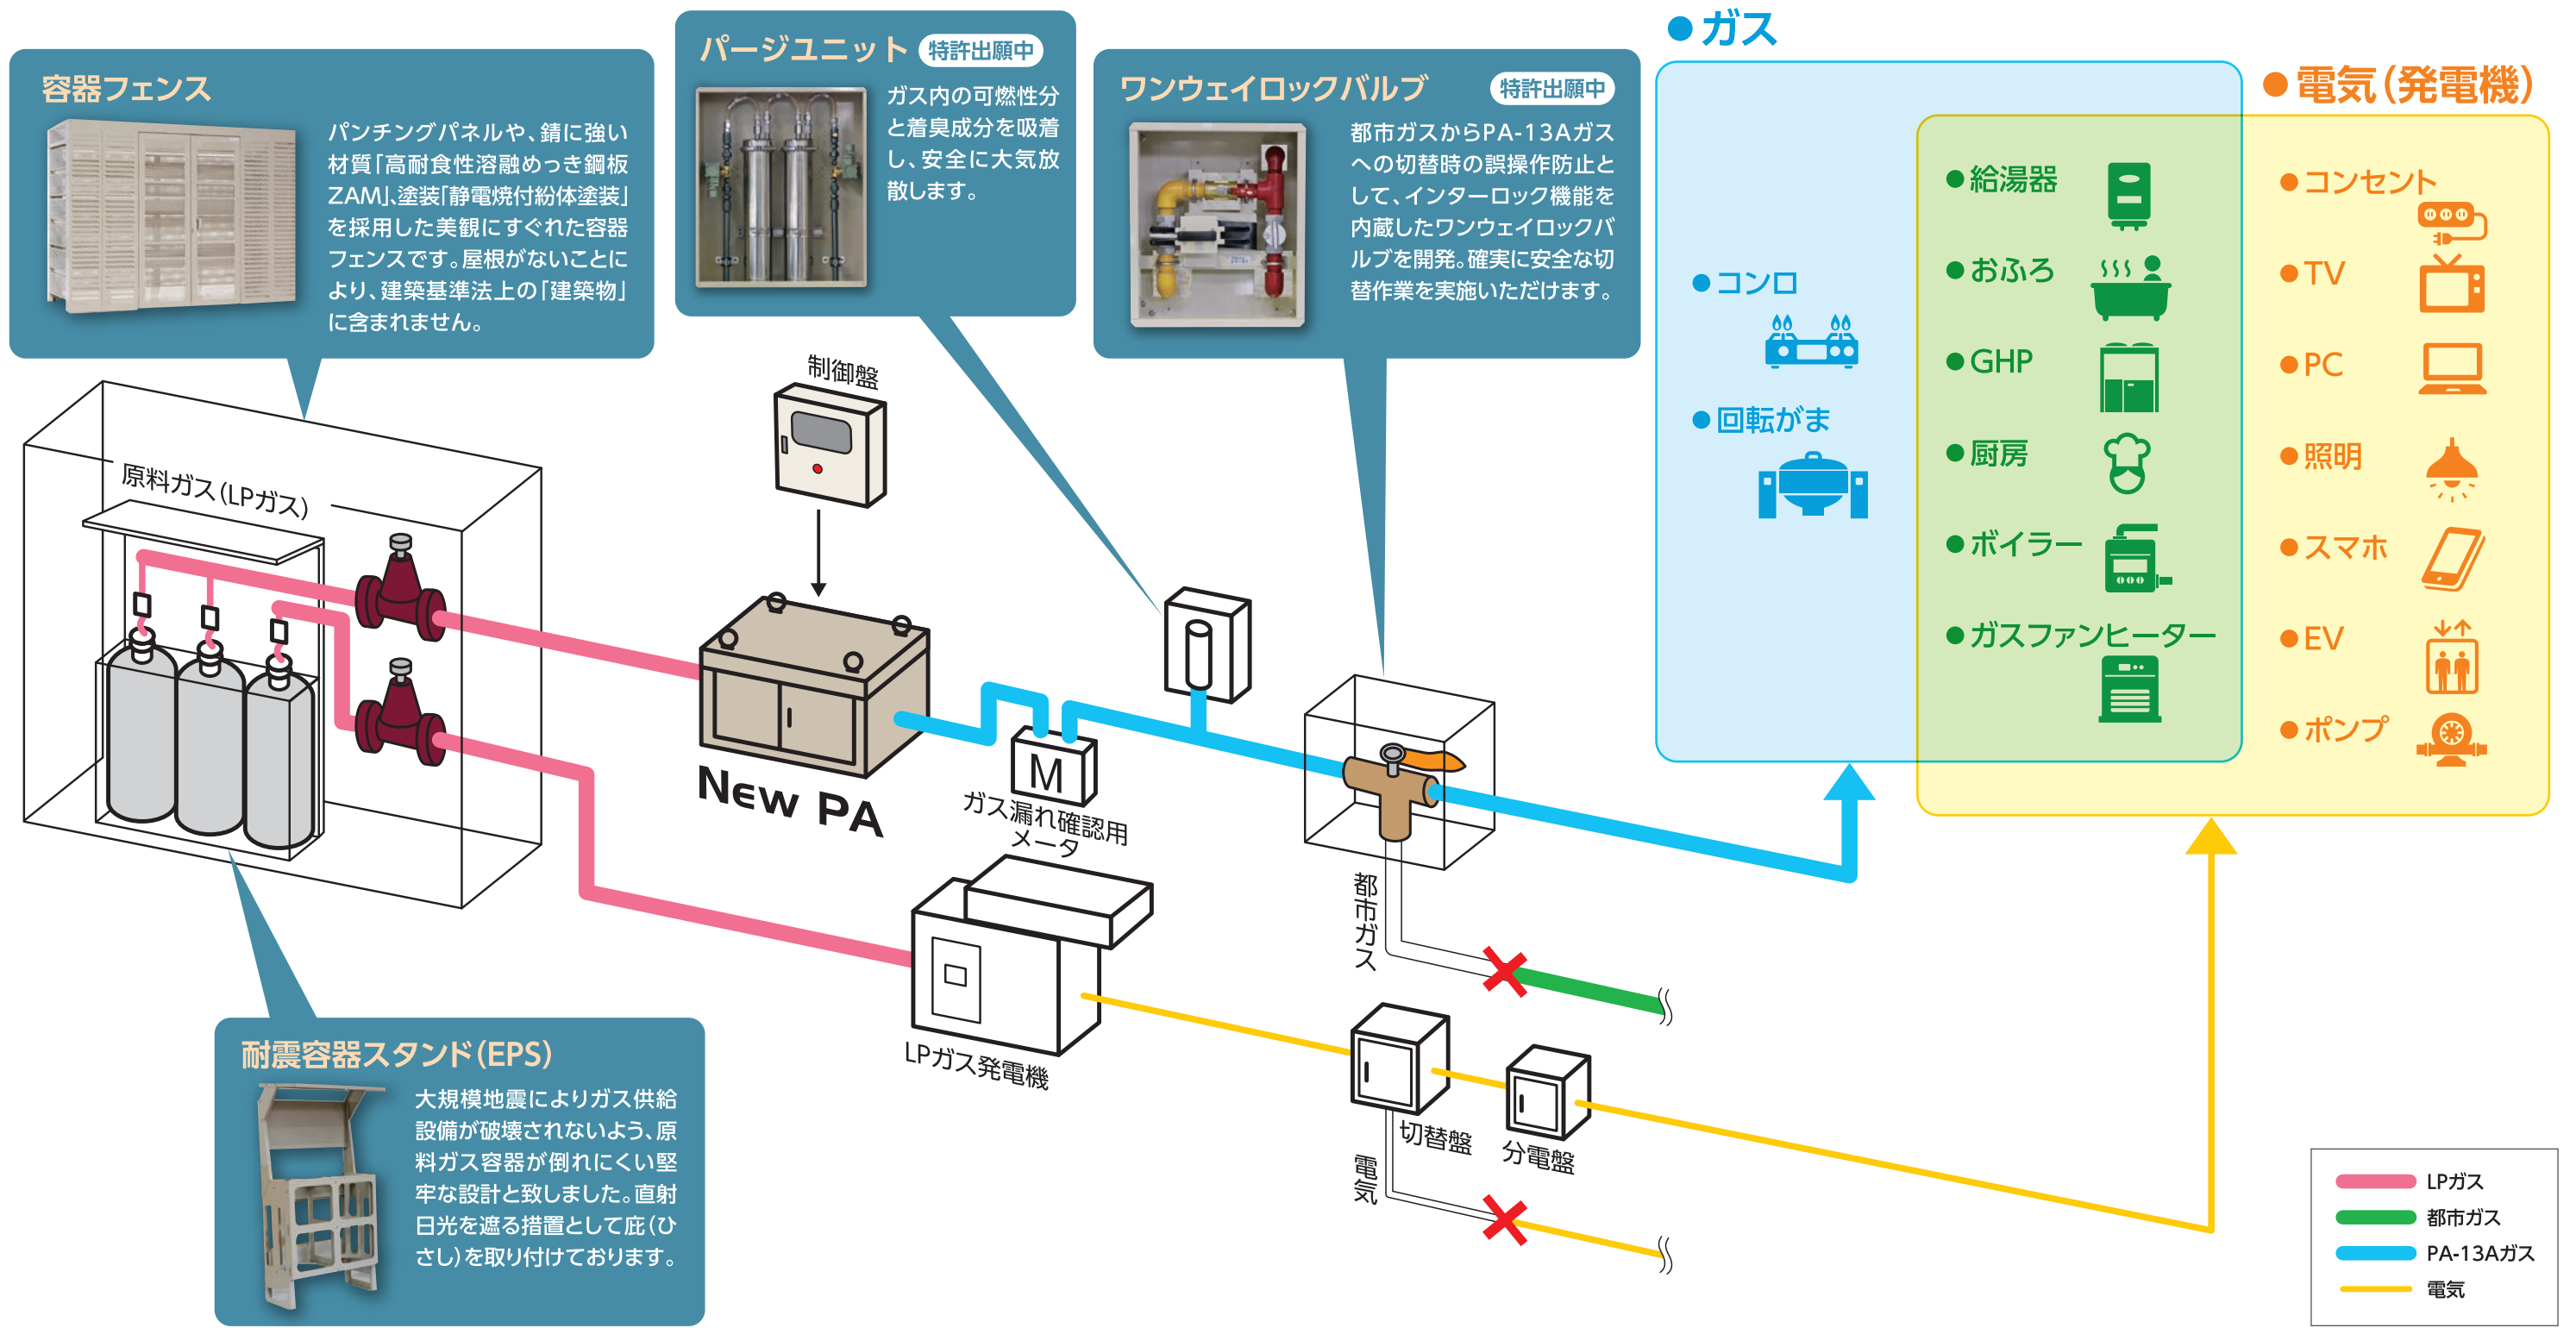 容器フェンス
パンチングパネルや、錆に強い
材質「高耐食性溶融めっき鋼板
ZAM」、塗装「静電焼付紛体塗装」
を採用した美観にすぐれた容器
フェンスです。屋根がないことに
より、建築基準法上の「建築物」
に含まれません。
パージユニット 特許出願中
ガス内の可燃性分
と着臭成分を吸着
し、安全に大気放
散します。
ワンウェイロックバルブ 特許出願中
都市ガスからPA-13Aガス
への切替時の誤操作防止と
して、インターロック機能を
内蔵したワンウェイロックバ
ルブを開発。確実に安全な切
替作業を実施いただけます。
●ガス
●コンロ
●回転がま
●給湯器
●おふろ
●GHP
●厨房
●ボイラー
●ガスファンヒーター
●電気(発電機)
●コンセント
●TV
●PC
●照明
●スマホ
●EV
●ポンプ
原料ガス(LPガス)
制御盤
New PA
M
ガス漏れ確認用
メータ
LPガス発電機
都市ガス
切替盤
分電盤
電気
耐震容器スタンド(EPS)
大規模地震によりガス供給
設備が破壊されないよう、原
料ガス容器が倒れにくい堅
牢な設計と致しました。直射
日光を遮る措置として庇(ひ
さし)を取り付けております。
LPガス
都市ガス
PA-13Aガス
電気